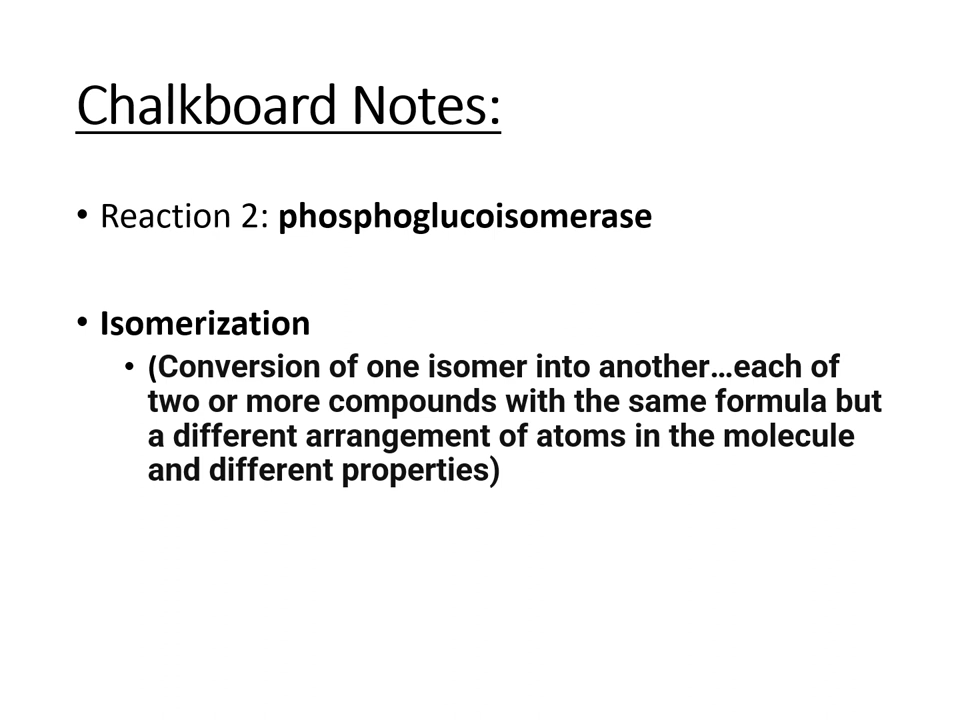 Chalkboard Notes:
• Reaction 2: phosphoglucoisomerase
• Isomerization
• (Conversion of one isomer into another…each of
two or more compounds with the same formula but
a different arrangement of atoms in the molecule
and different properties)